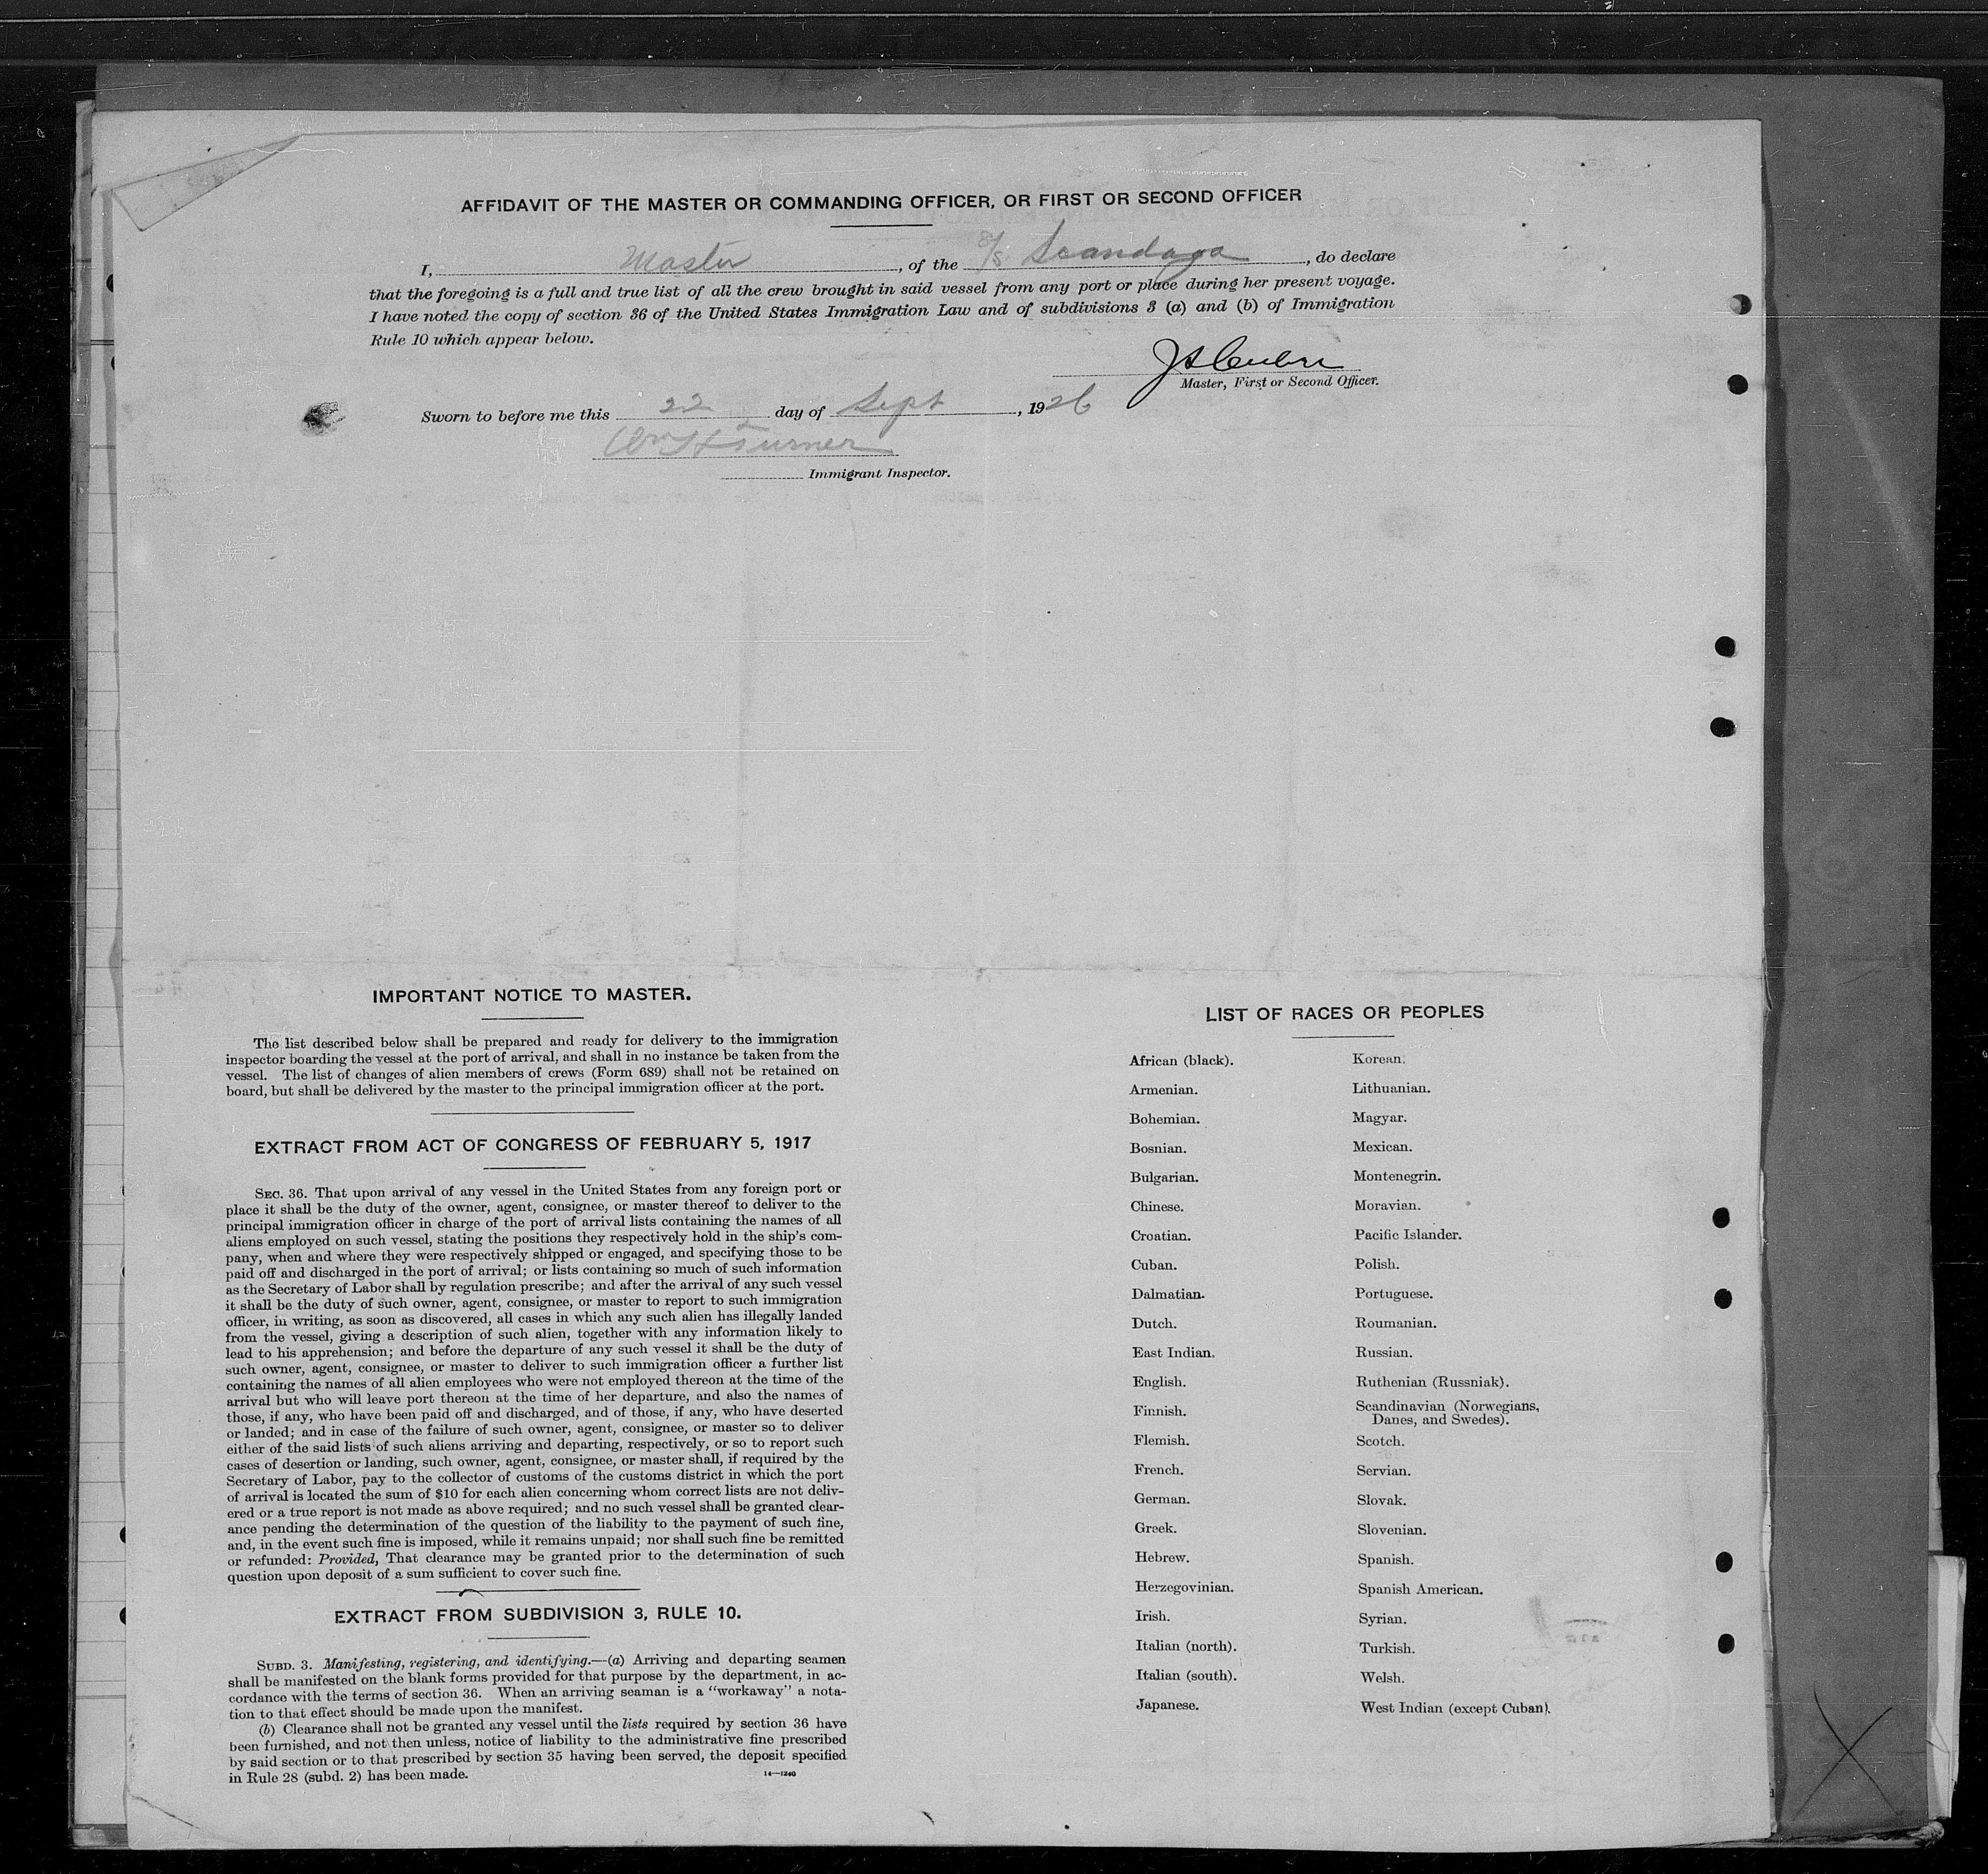 AFFIDAVIT OF THE MASTER OR COMMANDING OFFICER, OR FIRST OR SECOND OFFICER
I, Master, of the S/S Scandaga, do declare
that the foregoing is a full and true list of all the crew brought in said vessel from any port or place during her present voyage.
I have noted the copy of section 36 of the United States Immigration Law and of subdivisions 3 (a) and (b) of Immigration
Rule 10 which appear below.
Master, First or Second Officer.
Sworn to before me this 22 day of Sept, 1926
Wm H Turner
Immigrant Inspector.
IMPORTANT NOTICE TO MASTER.
The list described below shall be prepared and ready for delivery to the immigration
inspector boarding the vessel at the port of arrival, and shall in no instance be taken from the
vessel. The list of changes of alien members of crews (Form 689) shall not be retained on
board, but shall be delivered by the master to the principal immigration officer at the port.
EXTRACT FROM ACT OF CONGRESS OF FEBRUARY 5, 1917
SEC. 36. That upon arrival of any vessel in the United States from any foreign port or
place it shall be the duty of the owner, agent, consignee, or master thereof to deliver to the
principal immigration officer in charge of the port of arrival lists containing the names of all
aliens employed on such vessel, stating the positions they respectively hold in the ship's com-
pany, when and where they were respectively shipped or engaged, and specifying those to be
paid off and discharged in the port of arrival; or lists containing so much of such information
as the Secretary of Labor shall by regulation prescribe; and after the arrival of any such vessel
it shall be the duty of such owner, agent, consignee, or master to report to such immigration
officer, in writing, as soon as discovered, all cases in which any such alien has illegally landed
from the vessel, giving a description of such alien, together with any information likely to
lead to his apprehension; and before the departure of any such vessel it shall be the duty of
such owner, agent, consignee, or master to deliver to such immigration officer a further list
containing the names of all alien employees who were not employed thereon at the time of the
arrival but who will leave port thereon at the time of her departure, and also the names of
those, if any, who have been paid off and discharged, and of those, if any, who have deserted
or landed; and in case of the failure of such owner, agent, consignee, or master so to deliver
either of the said lists of such aliens arriving and departing, respectively, or so to report such
cases of desertion or landing, such owner, agent, consignee, or master shall, if required by the
Secretary of Labor, pay to the collector of customs of the customs district in which the port
of arrival is located the sum of $10 for each alien concerning whom correct lists are not deliv-
ered or a true report is not made as above required; and no such vessel shall be granted clear-
ance pending the determination of the question of the liability to the payment of such fine,
and, in the event such fine is imposed, while it remains unpaid; nor shall such fine be remitted
or refunded: Provided, That clearance may be granted prior to the determination of such
question upon deposit of a sum sufficient to cover such fine.
EXTRACT FROM SUBDIVISION 3, RULE 10.
SUBD. 3. Manifesting, registering, and identifying.—(a) Arriving and departing seamen
shall be manifested on the blank forms provided for that purpose by the department, in ac-
cordance with the terms of section 36. When an arriving seaman is a "workaway" a nota-
tion to that effect should be made upon the manifest.
(b) Clearance shall not be granted any vessel until the lists required by section 36 have
been furnished, and not then unless, notice of liability to the administrative fine prescribed
by said section or to that prescribed by section 35 having been served, the deposit specified
in Rule 28 (subd. 2) has been made.
14—1240
LIST OF RACES OR PEOPLES
African (black).
Armenian.
Bohemian.
Bosnian.
Bulgarian.
Chinese.
Croatian.
Cuban.
Dalmatian.
Dutch.
East Indian.
English.
Finnish.
Flemish.
French.
German.
Greek.
Hebrew.
Herzegovinian.
Irish.
Italian (north).
Italian (south).
Japanese.
Korean.
Lithuanian.
Magyar.
Mexican.
Montenegrin.
Moravian.
Pacific Islander.
Polish.
Portuguese.
Roumanian.
Russian.
Ruthenian (Russniak).
Scandinavian (Norwegians,
Danes, and Swedes).
Scotch.
Servian.
Slovak.
Slovenian.
Spanish.
Spanish American.
Syrian.
Turkish.
Welsh.
West Indian (except Cuban).